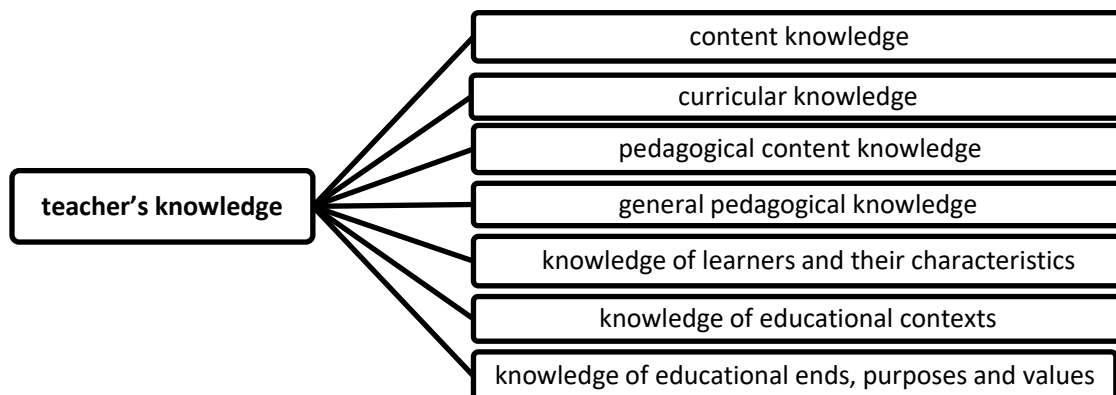 teacher’s knowledge
content knowledge
curricular knowledge
pedagogical content knowledge
general pedagogical knowledge
knowledge of learners and their characteristics
knowledge of educational contexts
knowledge of educational ends, purposes and values